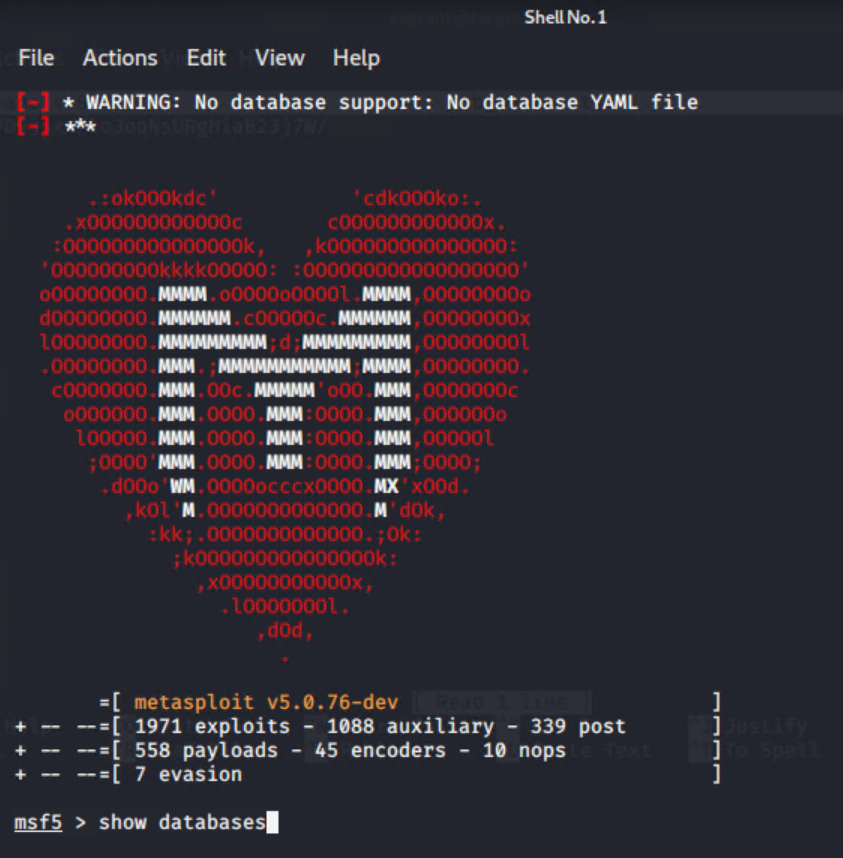 Shell No.1
File Actions Edit View Help
[-] * WARNING: No database support: No database YAML file
[-] ***
.:okOOOkdc' 'cdkOOOko:.
.xOOOOOOOOOOOOc cOOOOOOOOOOOOx.
:OOOOOOOOOOOOOOOk, ,kOOOOOOOOOOOOOOO:
'OOOOOOOOOkkkkOOOOO: :OOOOOOOOOOOOOOOOOO'
oOOOOOOOO.MMMM.oOOOOoOOOOl.MMMM,OOOOOOOOo
dOOOOOOOO.MMMMMM.cOOOOOc.MMMMMM,OOOOOOOOx
lOOOOOOOO.MMMMMMMMM;d;MMMMMMMMM,OOOOOOOOl
.OOOOOOOO.MMM.;MMMMMMMMMMM;MMMM,OOOOOOOO.
cOOOOOOO.MMM.OOc.MMMMM'oOO.MMM,OOOOOOOc
oOOOOOO.MMM.OOOO.MMM:OOOO.MMM,OOOOOOo
lOOOOO.MMM.OOOO.MMM:OOOO.MMM,OOOOOl
;OOOO'MMM.OOOO.MMM:OOOO.MMM;OOOO;
.dOOo'WM.OOOOocccxOOOO.MX'xOOd.
,kOl'M.OOOOOOOOOOOOO.M'dOk,
:kk;.OOOOOOOOOOOOO.;Ok:
;kOOOOOOOOOOOOOOOk:
,xOOOOOOOOOOOx,
.lOOOOOOOl.
,dOd,
.
=[ metasploit v5.0.76-dev ]
+ -- --=[ 1971 exploits - 1088 auxiliary - 339 post ]
+ -- --=[ 558 payloads - 45 encoders - 10 nops ]
+ -- --=[ 7 evasion ]
msf5 > show databases